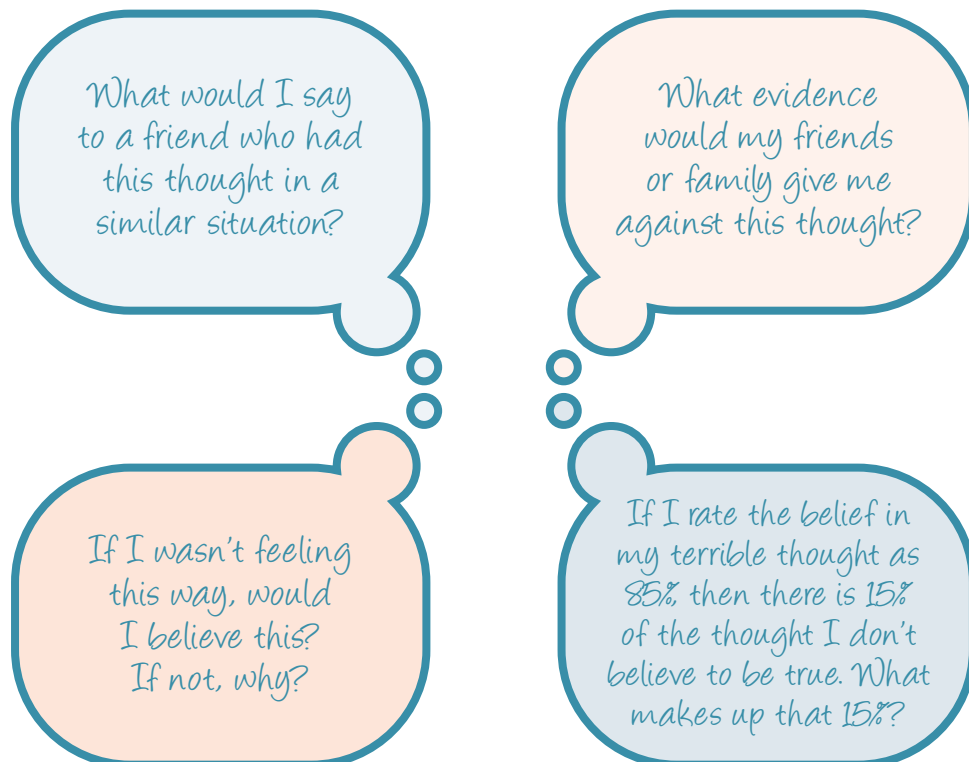 What would I say
to a friend who had
this thought in a
similar situation?
What evidence
would my friends
or family give me
against this thought?
If I wasn't feeling
this way, would
I believe this?
If not, why?
If I rate the belief in
my terrible thought as
85%, then there is 15%
of the thought I don't
believe to be true. What
makes up that 15%?